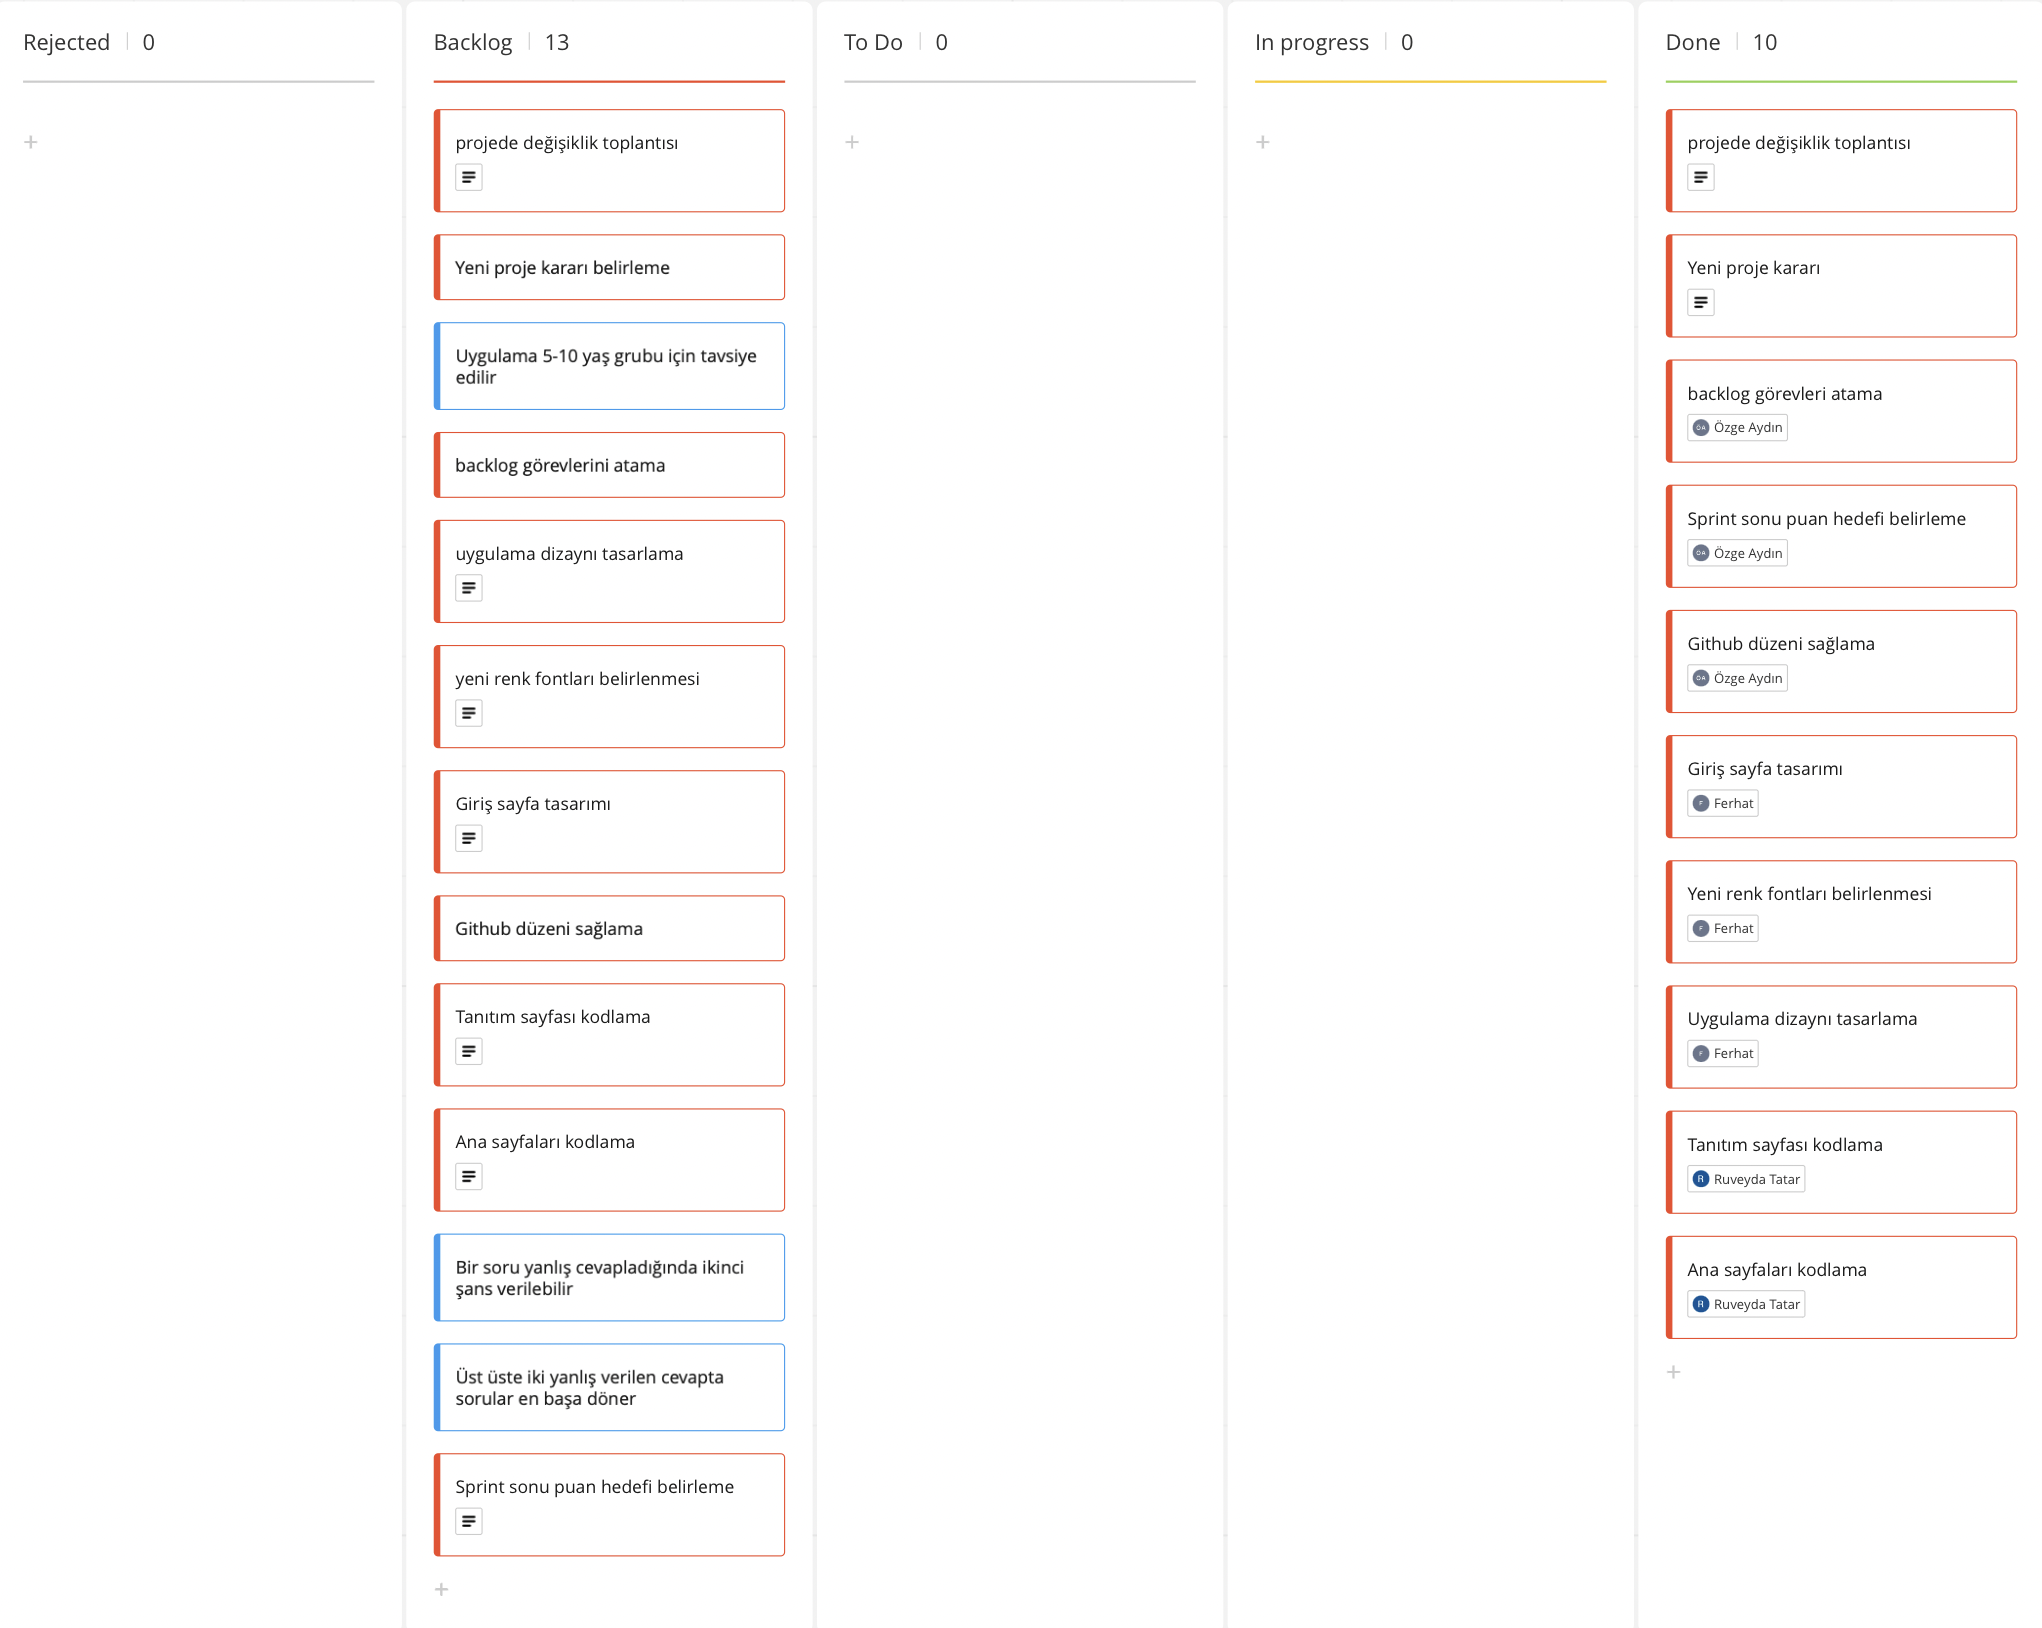 Rejected 0
Backlog 13
projede değişiklik toplantısı
Yeni proje kararı belirleme
Uygulama 5-10 yaş grubu için tavsiye
edilir
backlog görevlerini atama
uygulama dizaynı tasarlama
yeni renk fontları belirlenmesi
Giriş sayfa tasarımı
Github düzeni sağlama
Tanıtım sayfası kodlama
Ana sayfaları kodlama
Bir soru yanlış cevapladığında ikinci
şans verilebilir
Üst üste iki yanlış verilen cevapta
sorular en başa döner
Sprint sonu puan hedefi belirleme
To Do 0
In progress 0
Done 10
projede değişiklik toplantısı
Yeni proje kararı
backlog görevleri atama
ÖA Özge Aydın
Sprint sonu puan hedefi belirleme
ÖA Özge Aydın
Github düzeni sağlama
ÖA Özge Aydın
Giriş sayfa tasarımı
F Ferhat
Yeni renk fontları belirlenmesi
F Ferhat
Uygulama dizaynı tasarlama
F Ferhat
Tanıtım sayfası kodlama
R Ruveyda Tatar
Ana sayfaları kodlama
R Ruveyda Tatar